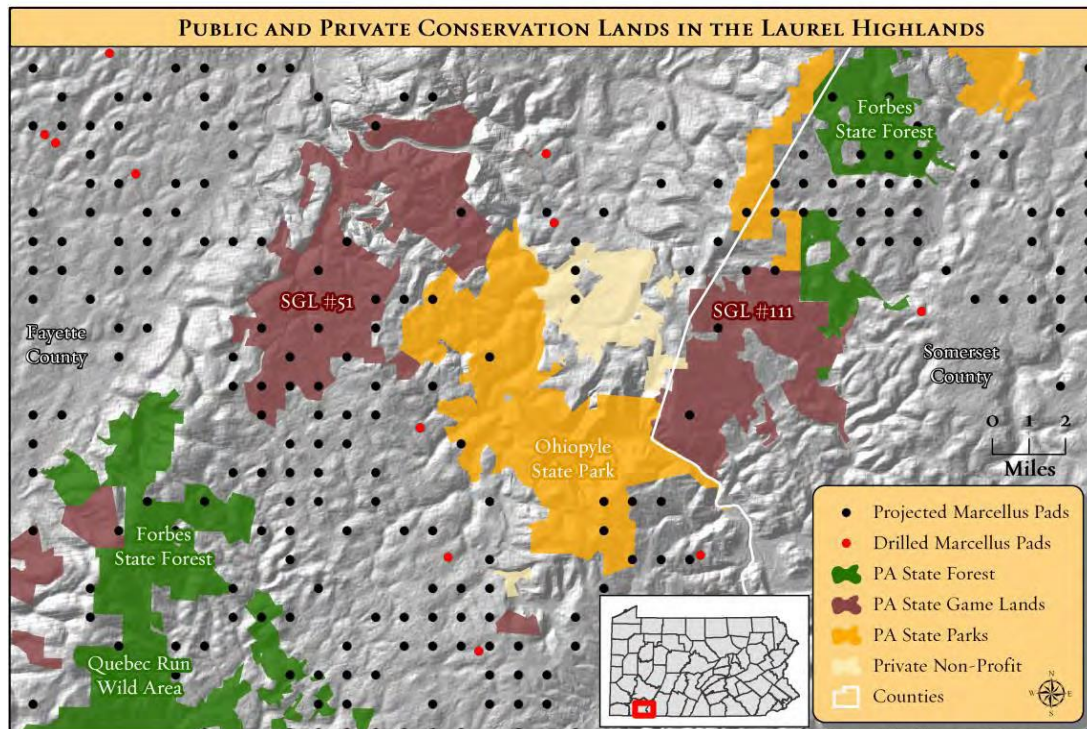 Public and Private Conservation Lands in the Laurel Highlands
Forbes
State Forest
SGL #51
SGL #111
Fayette
County
Somerset
County
0 1 2
Miles
Ohiopyle
State Park
Forbes
State Forest
Quebec Run
Wild Area
Projected Marcellus Pads
Drilled Marcellus Pads
PA State Forest
PA State Game Lands
PA State Parks
Private Non-Profit
Counties
N
W E
S